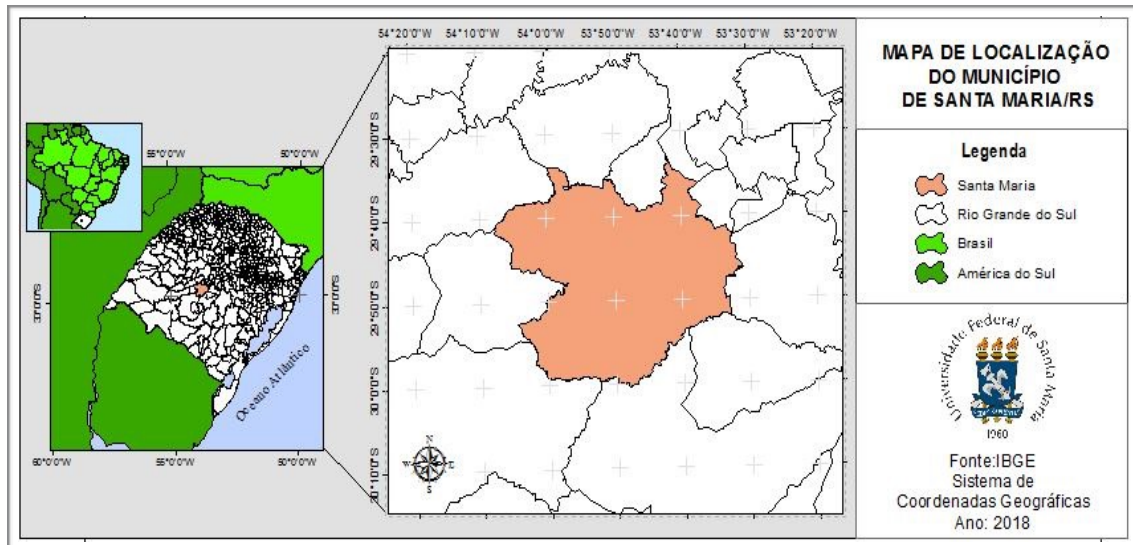 MAPA DE LOCALIZAÇÃO
DO MUNICÍPIO
DE SANTA MARIA/RS
Legenda
Santa Maria
Rio Grande do Sul
Brasil
América do Sul
Universidade Federal de Santa Maria
1960
Fonte:IBGE
Sistema de
Coordenadas Geográficas
Ano: 2018
54°20'0"W 54°10'0"W 54°0'0"W 53°50'0"W 53°40'0"W 53°30'0"W 53°20'0"W
29°30'0"S
29°40'0"S
29°50'0"S
30°0'0"S
30°10'0"S
N
W E
S
55°0'0"W 50°0'0"W
30°0'0"S 30°0'0"S
Oceano Atlântico
60°0'0"W 55°0'0"W 50°0'0"W